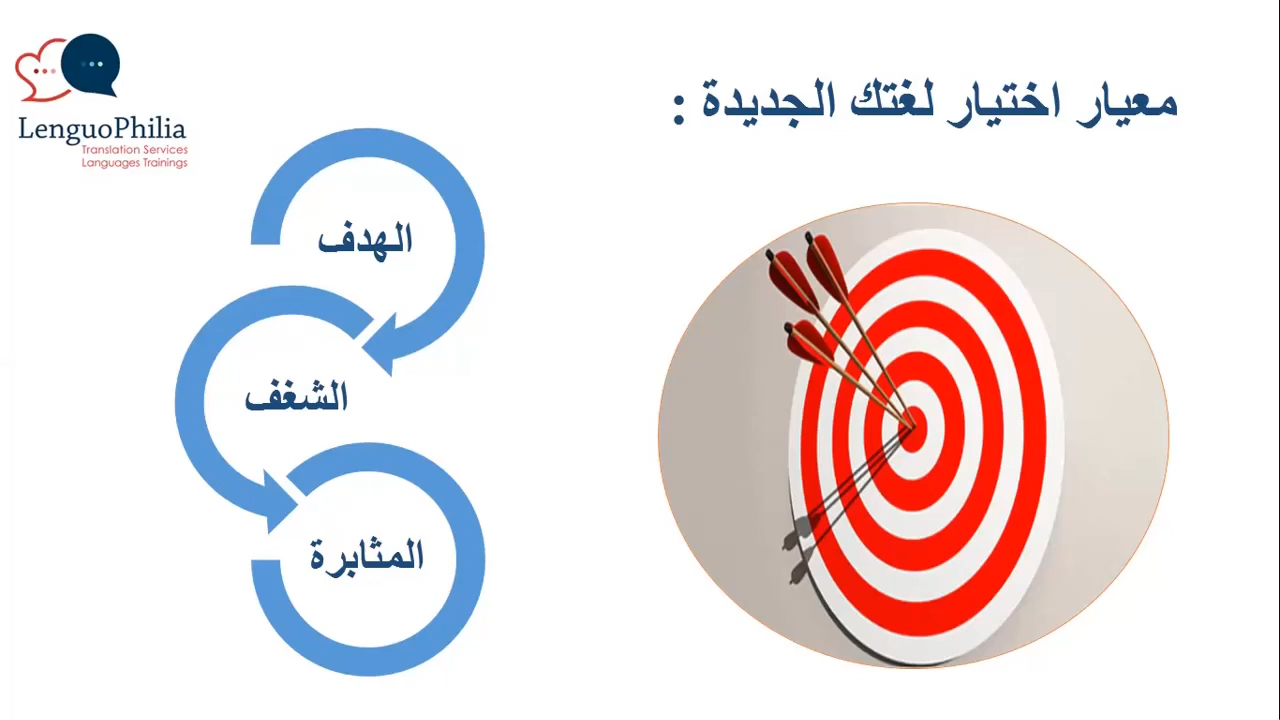 LenguoPhilia
Translation Services
Languages Trainings
معيار اختيار لغتك الجديدة :
الهدف
الشغف
المثابرة